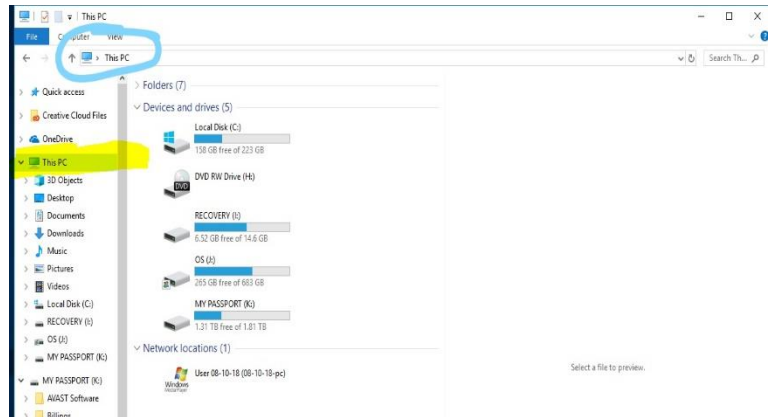 This PC
File Computer View
This PC
Search Th...
Quick access
Creative Cloud Files
OneDrive
This PC
3D Objects
Desktop
Documents
Downloads
Music
Pictures
Videos
Local Disk (C:)
RECOVERY (I:)
OS (J:)
MY PASSPORT (K:)
MY PASSPORT (K:)
AVAST Software
Billings
Folders (7)
Devices and drives (5)
Local Disk (C:)
158 GB free of 223 GB
DVD RW Drive (H:)
DVD
RECOVERY (I:)
6.52 GB free of 14.6 GB
OS (J:)
265 GB free of 683 GB
MY PASSPORT (K:)
1.31 TB free of 1.81 TB
Network locations (1)
User 08-10-18 (08-10-18-pc)
Windows
Media Player
Select a file to preview.